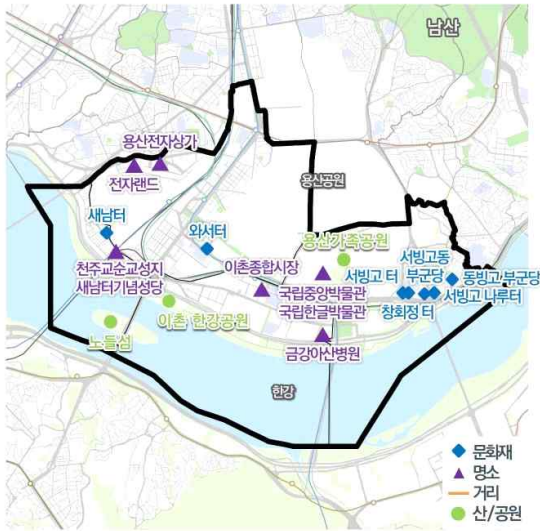 남산
용산전자상가
전자랜드
용산공원
새남터
와서터
용산가족공원
서빙고동
부군당
천주교순교성지
새남터기념성당
이촌종합시장
서빙고 터
동빙고 부군당
국립중앙박물관
국립한글박물관
서빙고 나루터
창회정 터
이촌 한강공원
노들섬
금강아산병원
한강
문화재
명소
거리
산/공원